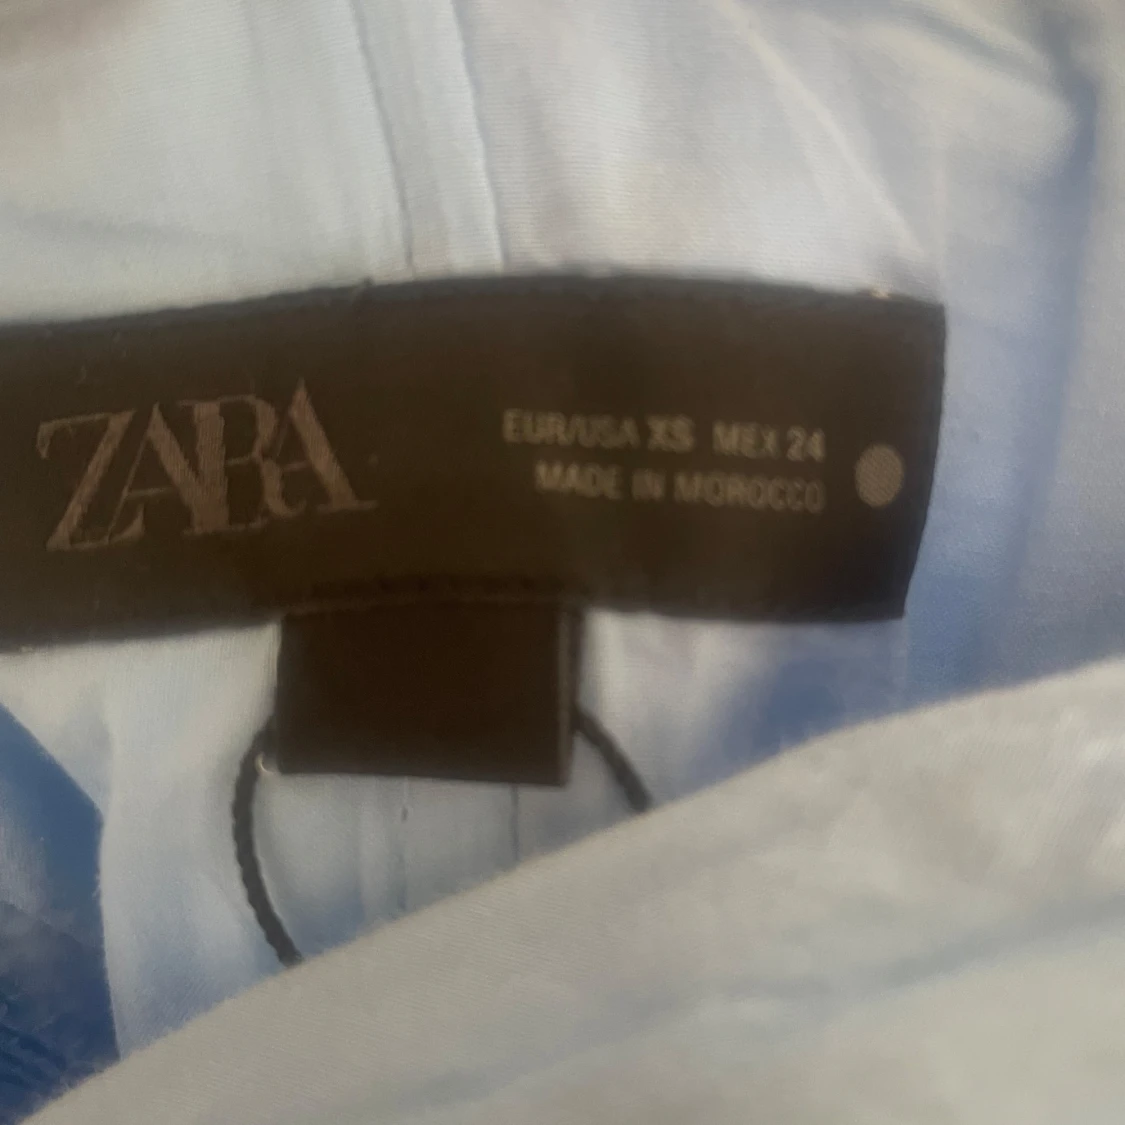 ZARA
EUR/USA XS MEX 24
MADE IN MOROCCO